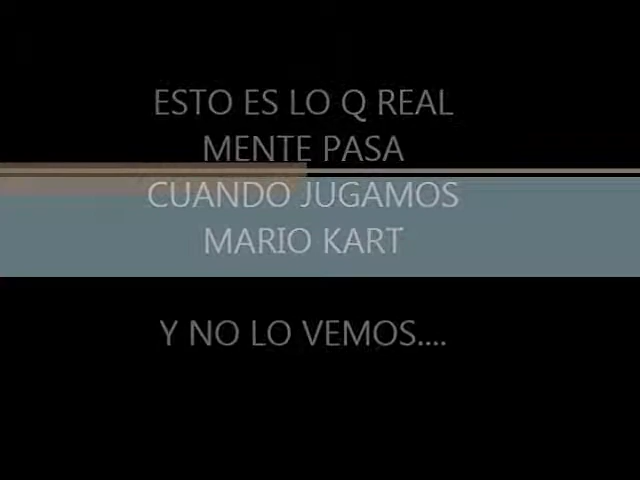 ESTO ES LO Q REAL
MENTE PASA
CUANDO JUGAMOS
MARIO KART
Y NO LO VEMOS....